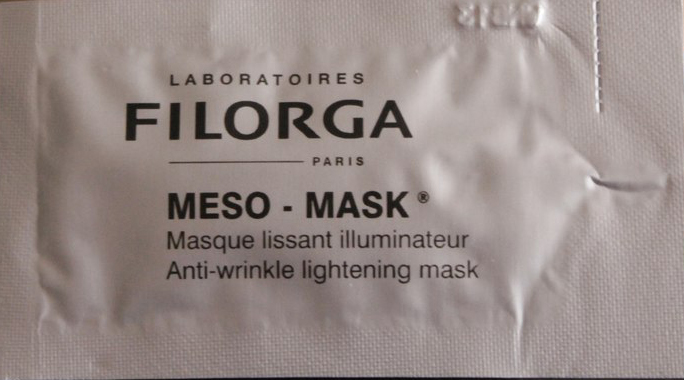 LABORATOIRES
FILORGA
PARIS
MESO - MASK®
Masque lissant illuminateur
Anti-wrinkle lightening mask